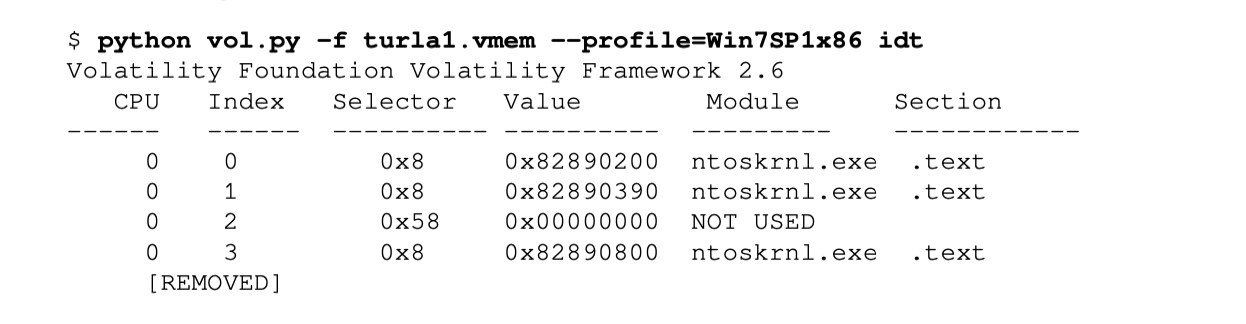 $ python vol.py -f turla1.vmem --profile=Win7SP1x86 idt
Volatility Foundation Volatility Framework 2.6
CPU Index Selector Value Module Section
------ ------ ---------- ---------- --------- ------------
0 0 0x8 0x82890200 ntoskrnl.exe .text
0 1 0x8 0x82890390 ntoskrnl.exe .text
0 2 0x58 0x00000000 NOT USED
0 3 0x8 0x82890800 ntoskrnl.exe .text
[REMOVED]